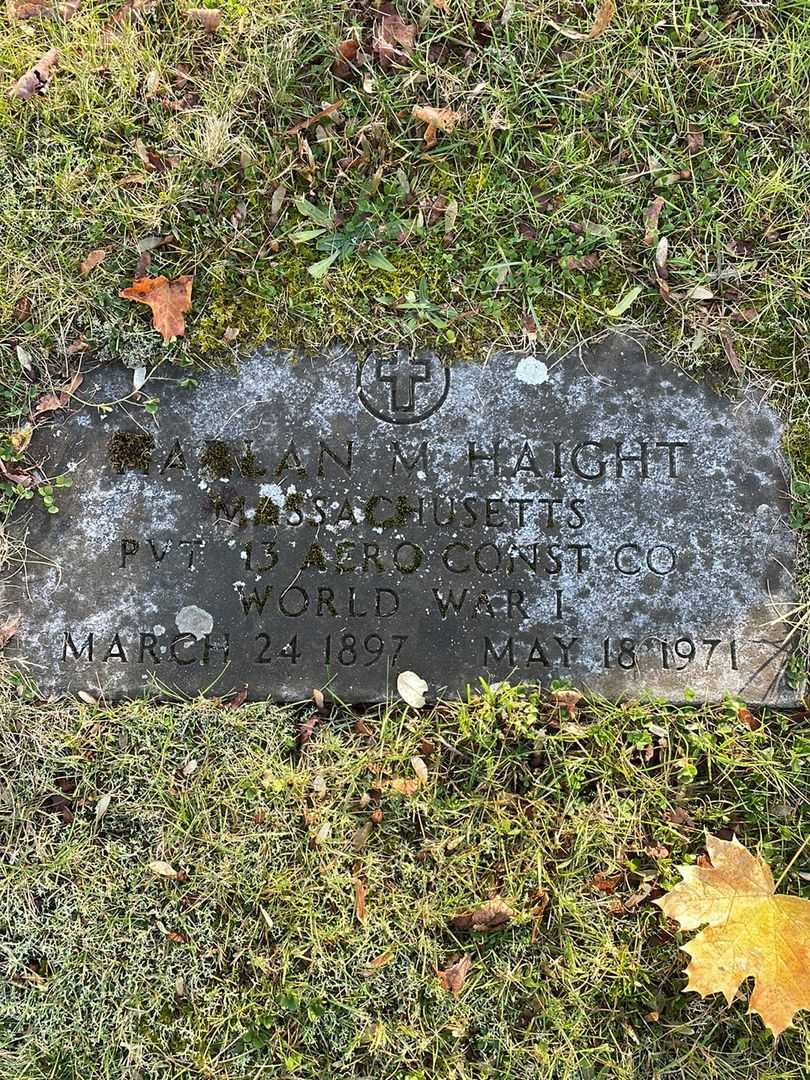 HARLAN M HAIGHT
MASSACHUSETTS
PVT 13 AERO CONST CO
WORLD WAR I
MARCH 24 1897 MAY 18 1971